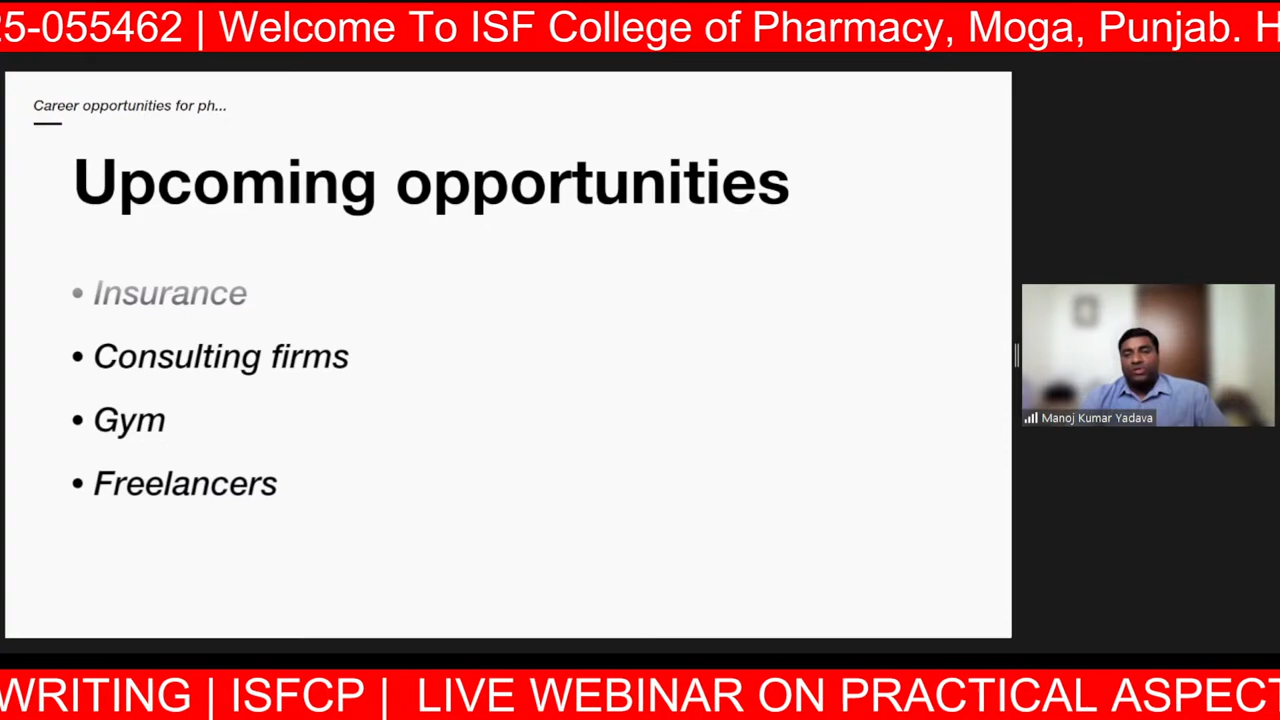 25-055462 | Welcome To ISF College of Pharmacy, Moga, Punjab. H
Career opportunities for ph...
Upcoming opportunities
• Insurance
• Consulting firms
• Gym
• Freelancers
Manoj Kumar Yadava
WRITING | ISFCP | LIVE WEBINAR ON PRACTICAL ASPECT